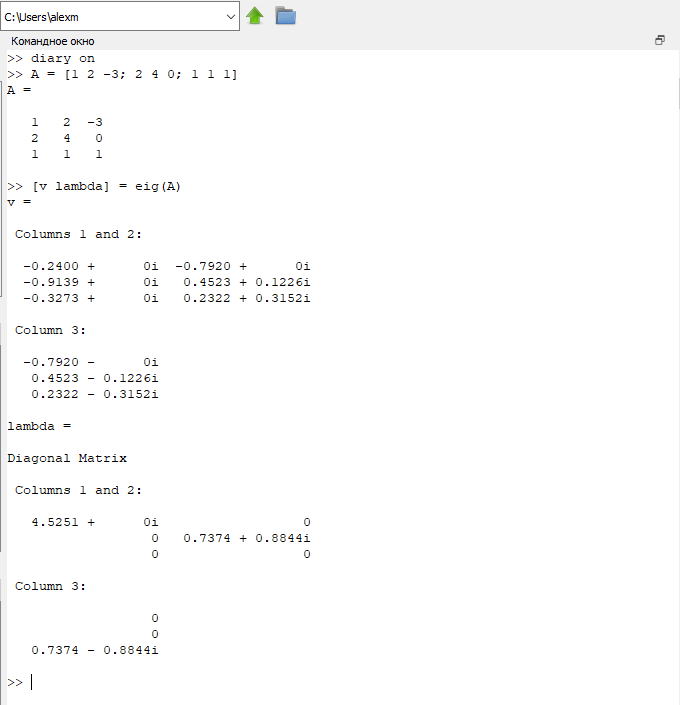 C:\Users\alexm
Командное окно
>> diary on
>> A = [1 2 -3; 2 4 0; 1 1 1]
A =
1 2 -3
2 4 0
1 1 1
>> [v lambda] = eig(A)
v =
Columns 1 and 2:
-0.2400 + 0i -0.7920 + 0i
-0.9139 + 0i 0.4523 + 0.1226i
-0.3273 + 0i 0.2322 + 0.3152i
Column 3:
-0.7920 - 0i
0.4523 - 0.1226i
0.2322 - 0.3152i
lambda =
Diagonal Matrix
Columns 1 and 2:
4.5251 + 0i 0
0 0.7374 + 0.8844i
0 0
Column 3:
0
0
0.7374 - 0.8844i
>>